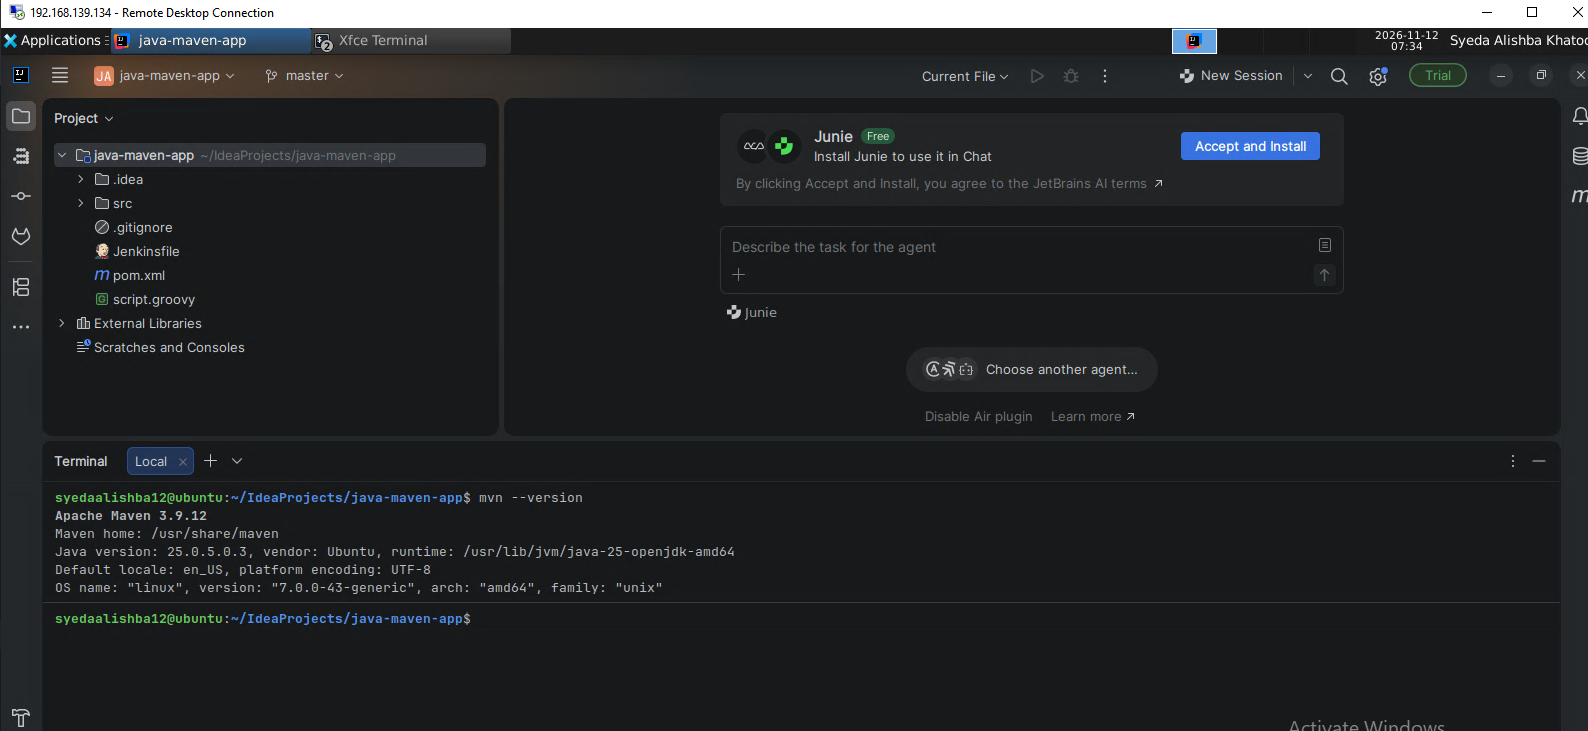 192.168.139.134 - Remote Desktop Connection
Applications
java-maven-app
Xfce Terminal
2026-11-12
07:34
Syeda Alishba Khatoo
java-maven-app
master
Current File
New Session
Trial
Project
java-maven-app ~/IdeaProjects/java-maven-app
.idea
src
.gitignore
Jenkinsfile
pom.xml
script.groovy
External Libraries
Scratches and Consoles
Junie Free
Install Junie to use it in Chat
Accept and Install
By clicking Accept and Install, you agree to the JetBrains AI terms ↗
Describe the task for the agent
Junie
Choose another agent...
Disable Air plugin Learn more ↗
Terminal Local
syedaalishba12@ubuntu:~/IdeaProjects/java-maven-app$ mvn --version
Apache Maven 3.9.12
Maven home: /usr/share/maven
Java version: 25.0.5.0.3, vendor: Ubuntu, runtime: /usr/lib/jvm/java-25-openjdk-amd64
Default locale: en_US, platform encoding: UTF-8
OS name: "linux", version: "7.0.0-43-generic", arch: "amd64", family: "unix"
syedaalishba12@ubuntu:~/IdeaProjects/java-maven-app$
Activate Windows